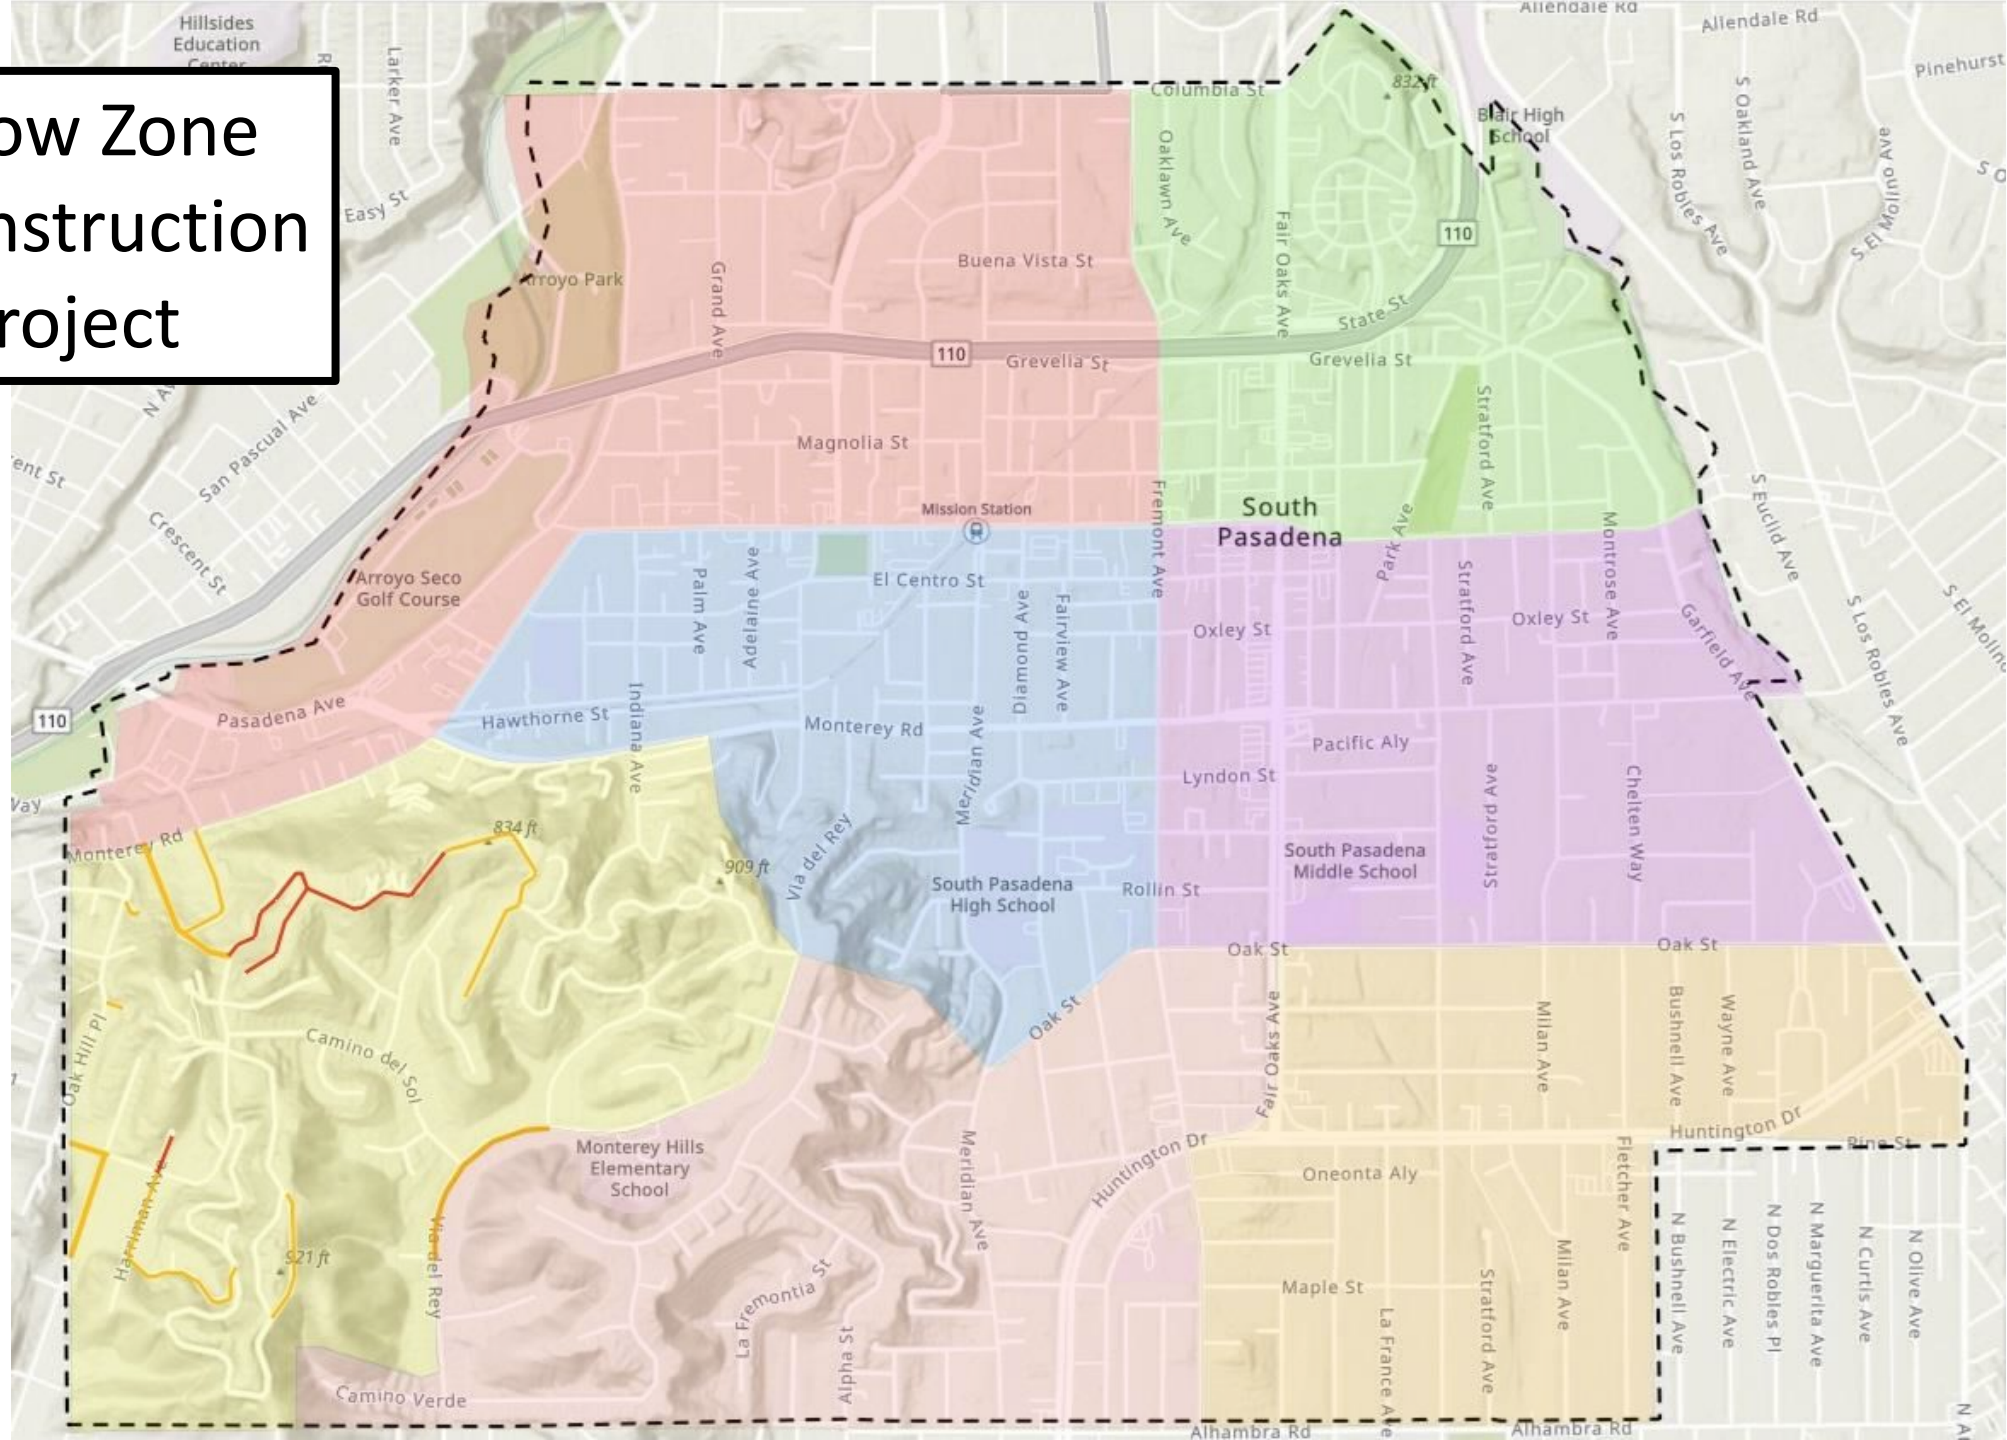 Hillsides
Education
Center
ow Zone
nstruction
roject
Larker Ave
Easy St
Allendale Rd
Allendale Rd
Pinehurst
Columbia St
832 ft
Blair High
School
S Oakland Ave
S Los Robles Ave
S El Molino Ave
Oaklawn Ave
Fair Oaks Ave
110
Arroyo Park
Grand Ave
Buena Vista St
State St
110
Grevelia St
Grevelia St
San Pascual Ave
ent St
Crescent St
Magnolia St
Stratford Ave
Mission Station
Fremont Ave
South
Pasadena
Park Ave
Montrose Ave
S Euclid Ave
Arroyo Seco
Golf Course
Palm Ave
Adelaine Ave
El Centro St
Diamond Ave
Fairview Ave
Oxley St
Stratford Ave
Oxley St
Garfield Ave
S Los Robles Ave
S El Molino
110
Pasadena Ave
Hawthorne St
Indiana Ave
Monterey Rd
Meridian Ave
Pacific Aly
Lyndon St
Stratford Ave
Chelten Way
Way
Monterey Rd
834 ft
909 ft
Via del Rey
South Pasadena
High School
Rollin St
South Pasadena
Middle School
Oak St
Oak St
Oak St
Oak Hill Pl
Camino del Sol
Fair Oaks Ave
Milan Ave
Bushnell Ave
Wayne Ave
Huntington Dr
Pine St
Monterey Hills
Elementary
School
Meridian Ave
Huntington Dr
Oneonta Aly
Fletcher Ave
Harriman Ave
921 ft
Via del Rey
La Fremontia St
Alpha St
Maple St
La France Ave
Stratford Ave
Milan Ave
N Bushnell Ave
N Electric Ave
N Dos Robles Pl
N Marguerita Ave
N Curtis Ave
N Olive Ave
Camino Verde
Alhambra Rd
Alhambra Rd